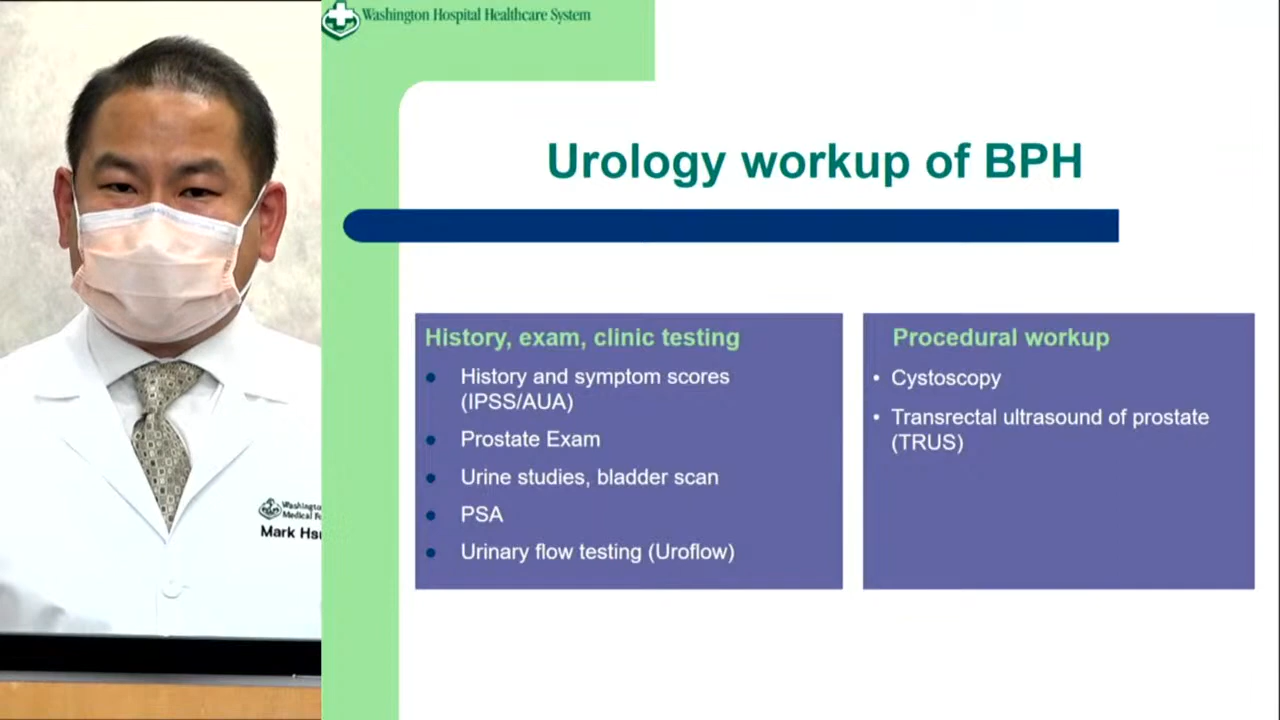 Washington Hospital Healthcare System
Urology workup of BPH
History, exam, clinic testing
History and symptom scores
(IPSS/AUA)
Prostate Exam
Urine studies, bladder scan
PSA
Urinary flow testing (Uroflow)
Procedural workup
Cystoscopy
Transrectal ultrasound of prostate
(TRUS)
Medical
Mark